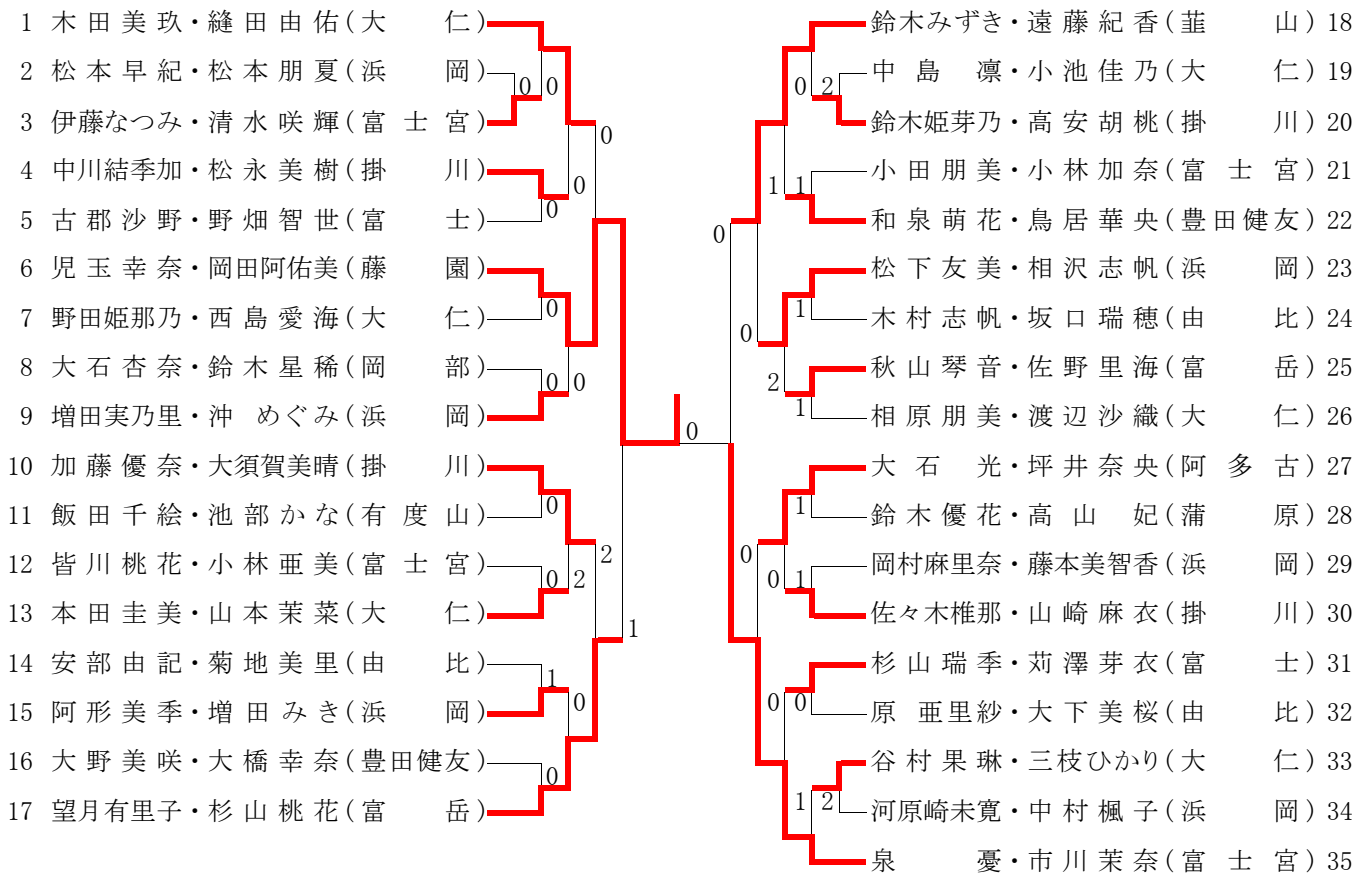 1 木田美玖・縫田由佑(大仁)
2 松本早紀・松本朋夏(浜岡)
3 伊藤なつみ・清水咲輝(富士宮)
4 中川結季加・松永美樹(掛川)
5 古郡沙野・野畑智世(富士)
6 児玉幸奈・岡田阿佑美(藤園)
7 野田姫那乃・西島愛海(大仁)
8 大石杏奈・鈴木星稀(岡部)
9 増田実乃里・沖 めぐみ(浜岡)
10 加藤優奈・大須賀美晴(掛川)
11 飯田千絵・池部かな(有度山)
12 皆川桃花・小林亜美(富士宮)
13 本田圭美・山本茉菜(大仁)
14 安部由記・菊地美里(由比)
15 阿形美季・増田みき(浜岡)
16 大野美咲・大橋幸奈(豊田健友)
17 望月有里子・杉山桃花(富岳)
0 0
0
0
0
0
0
0 0
0
0 2
2
1
0
0
1
0
鈴木みずき・遠藤紀香(韮山) 18
中島 凛・小池佳乃(大仁) 19
鈴木姫芽乃・高安胡桃(掛川) 20
小田朋美・小林加奈(富士宮) 21
和泉萌花・鳥居華央(豊田健友) 22
松下友美・相沢志帆(浜岡) 23
木村志帆・坂口瑞穂(由比) 24
秋山琴音・佐野里海(富岳) 25
相原朋美・渡辺沙織(大仁) 26
大石 光・坪井奈央(阿多古) 27
鈴木優花・高山 妃(蒲原) 28
岡村麻里奈・藤本美智香(浜岡) 29
佐々木椎那・山崎麻衣(掛川) 30
杉山瑞季・苅澤芽衣(富士) 31
原 亜里紗・大下美桜(由比) 32
谷村果琳・三枝ひかり(大仁) 33
河原崎未寛・中村楓子(浜岡) 34
泉 憂・市川茉奈(富士宮) 35
0 2
1 1
0
1
0
2
1
1
0
0 1
0 0
1 2